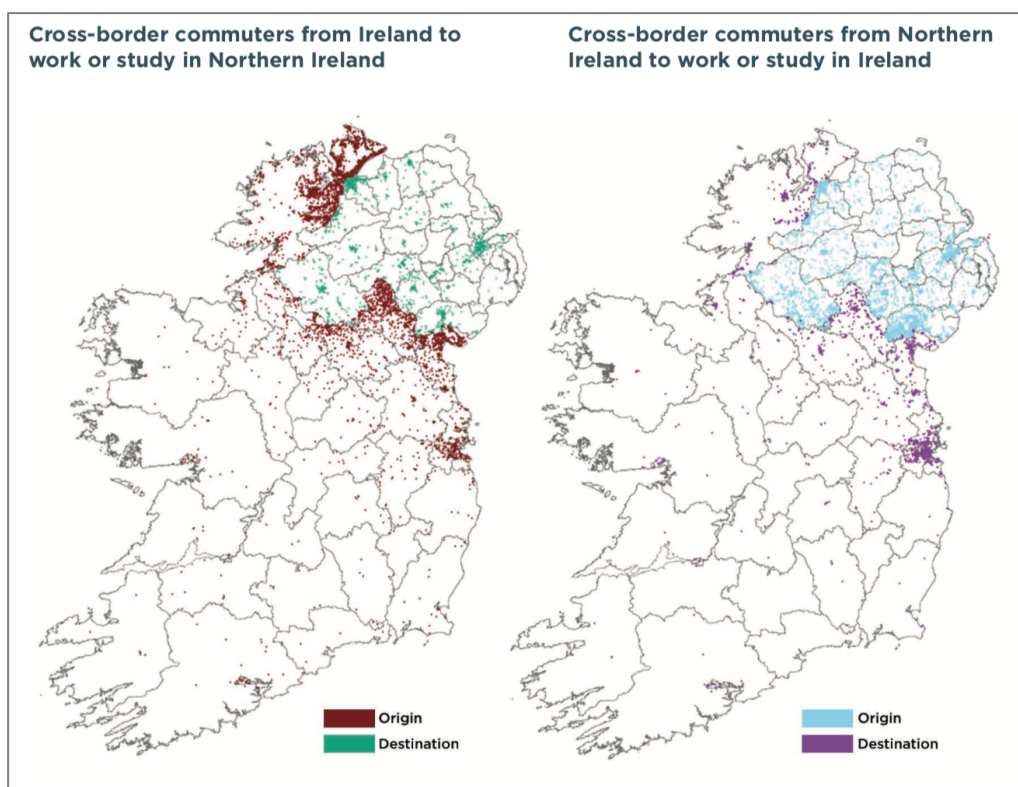 Cross-border commuters from Ireland to
work or study in Northern Ireland
Cross-border commuters from Northern
Ireland to work or study in Ireland
Origin
Destination
Origin
Destination